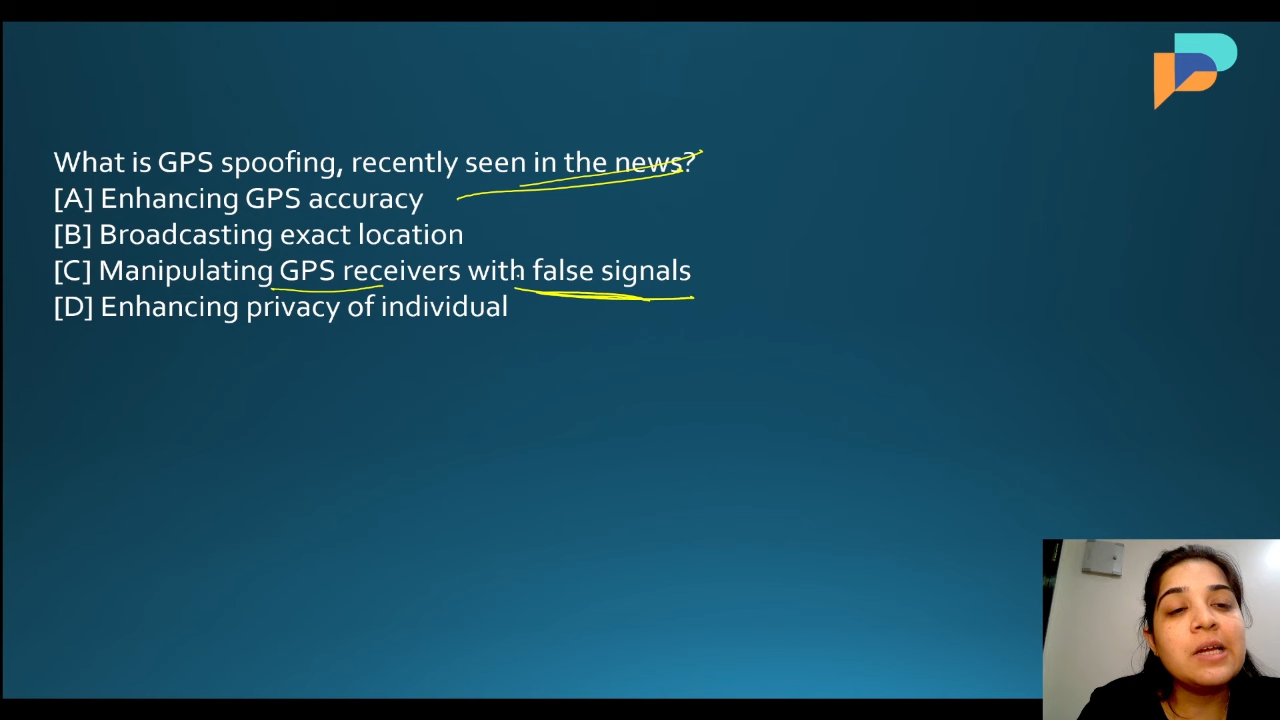 What is GPS spoofing, recently seen in the news?
[A] Enhancing GPS accuracy
[B] Broadcasting exact location
[C] Manipulating GPS receivers with false signals
[D] Enhancing privacy of individual